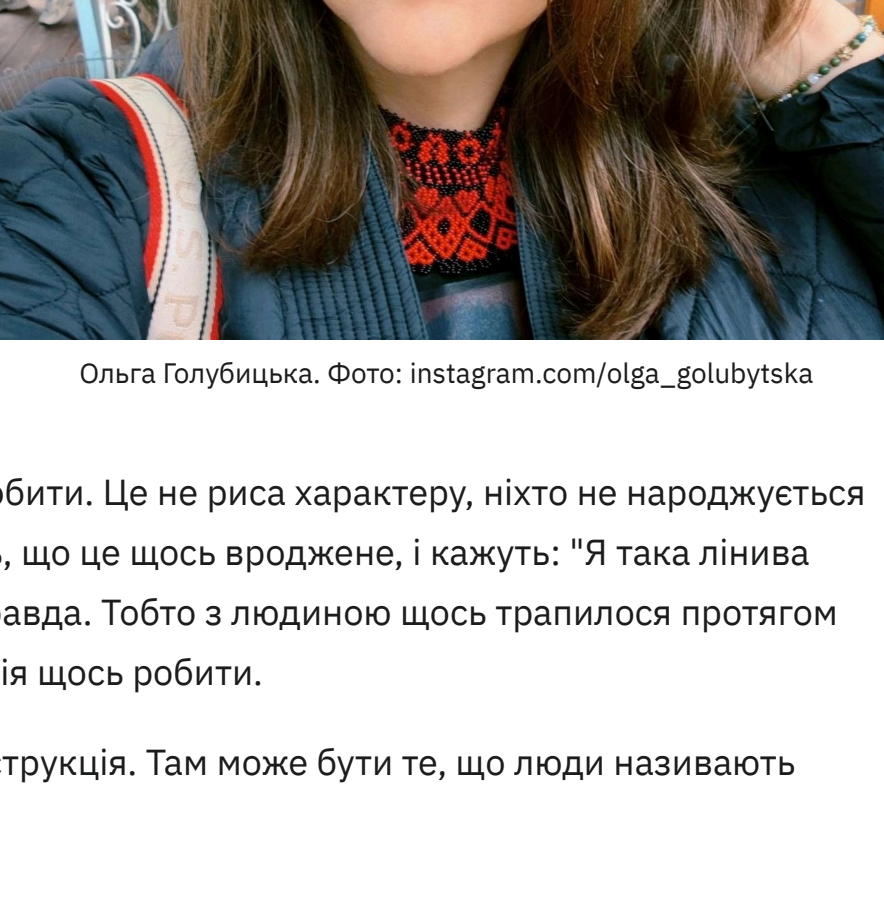 U.S.P
Ольга Голубицька. Фото: instagram.com/olga_golubytska
обити. Це не риса характеру, ніхто не народжується
, що це щось вроджене, і кажуть: "Я така лінива
равда. Тобто з людиною щось трапилося протягом
ія щось робити.
струкція. Там може бути те, що люди називають